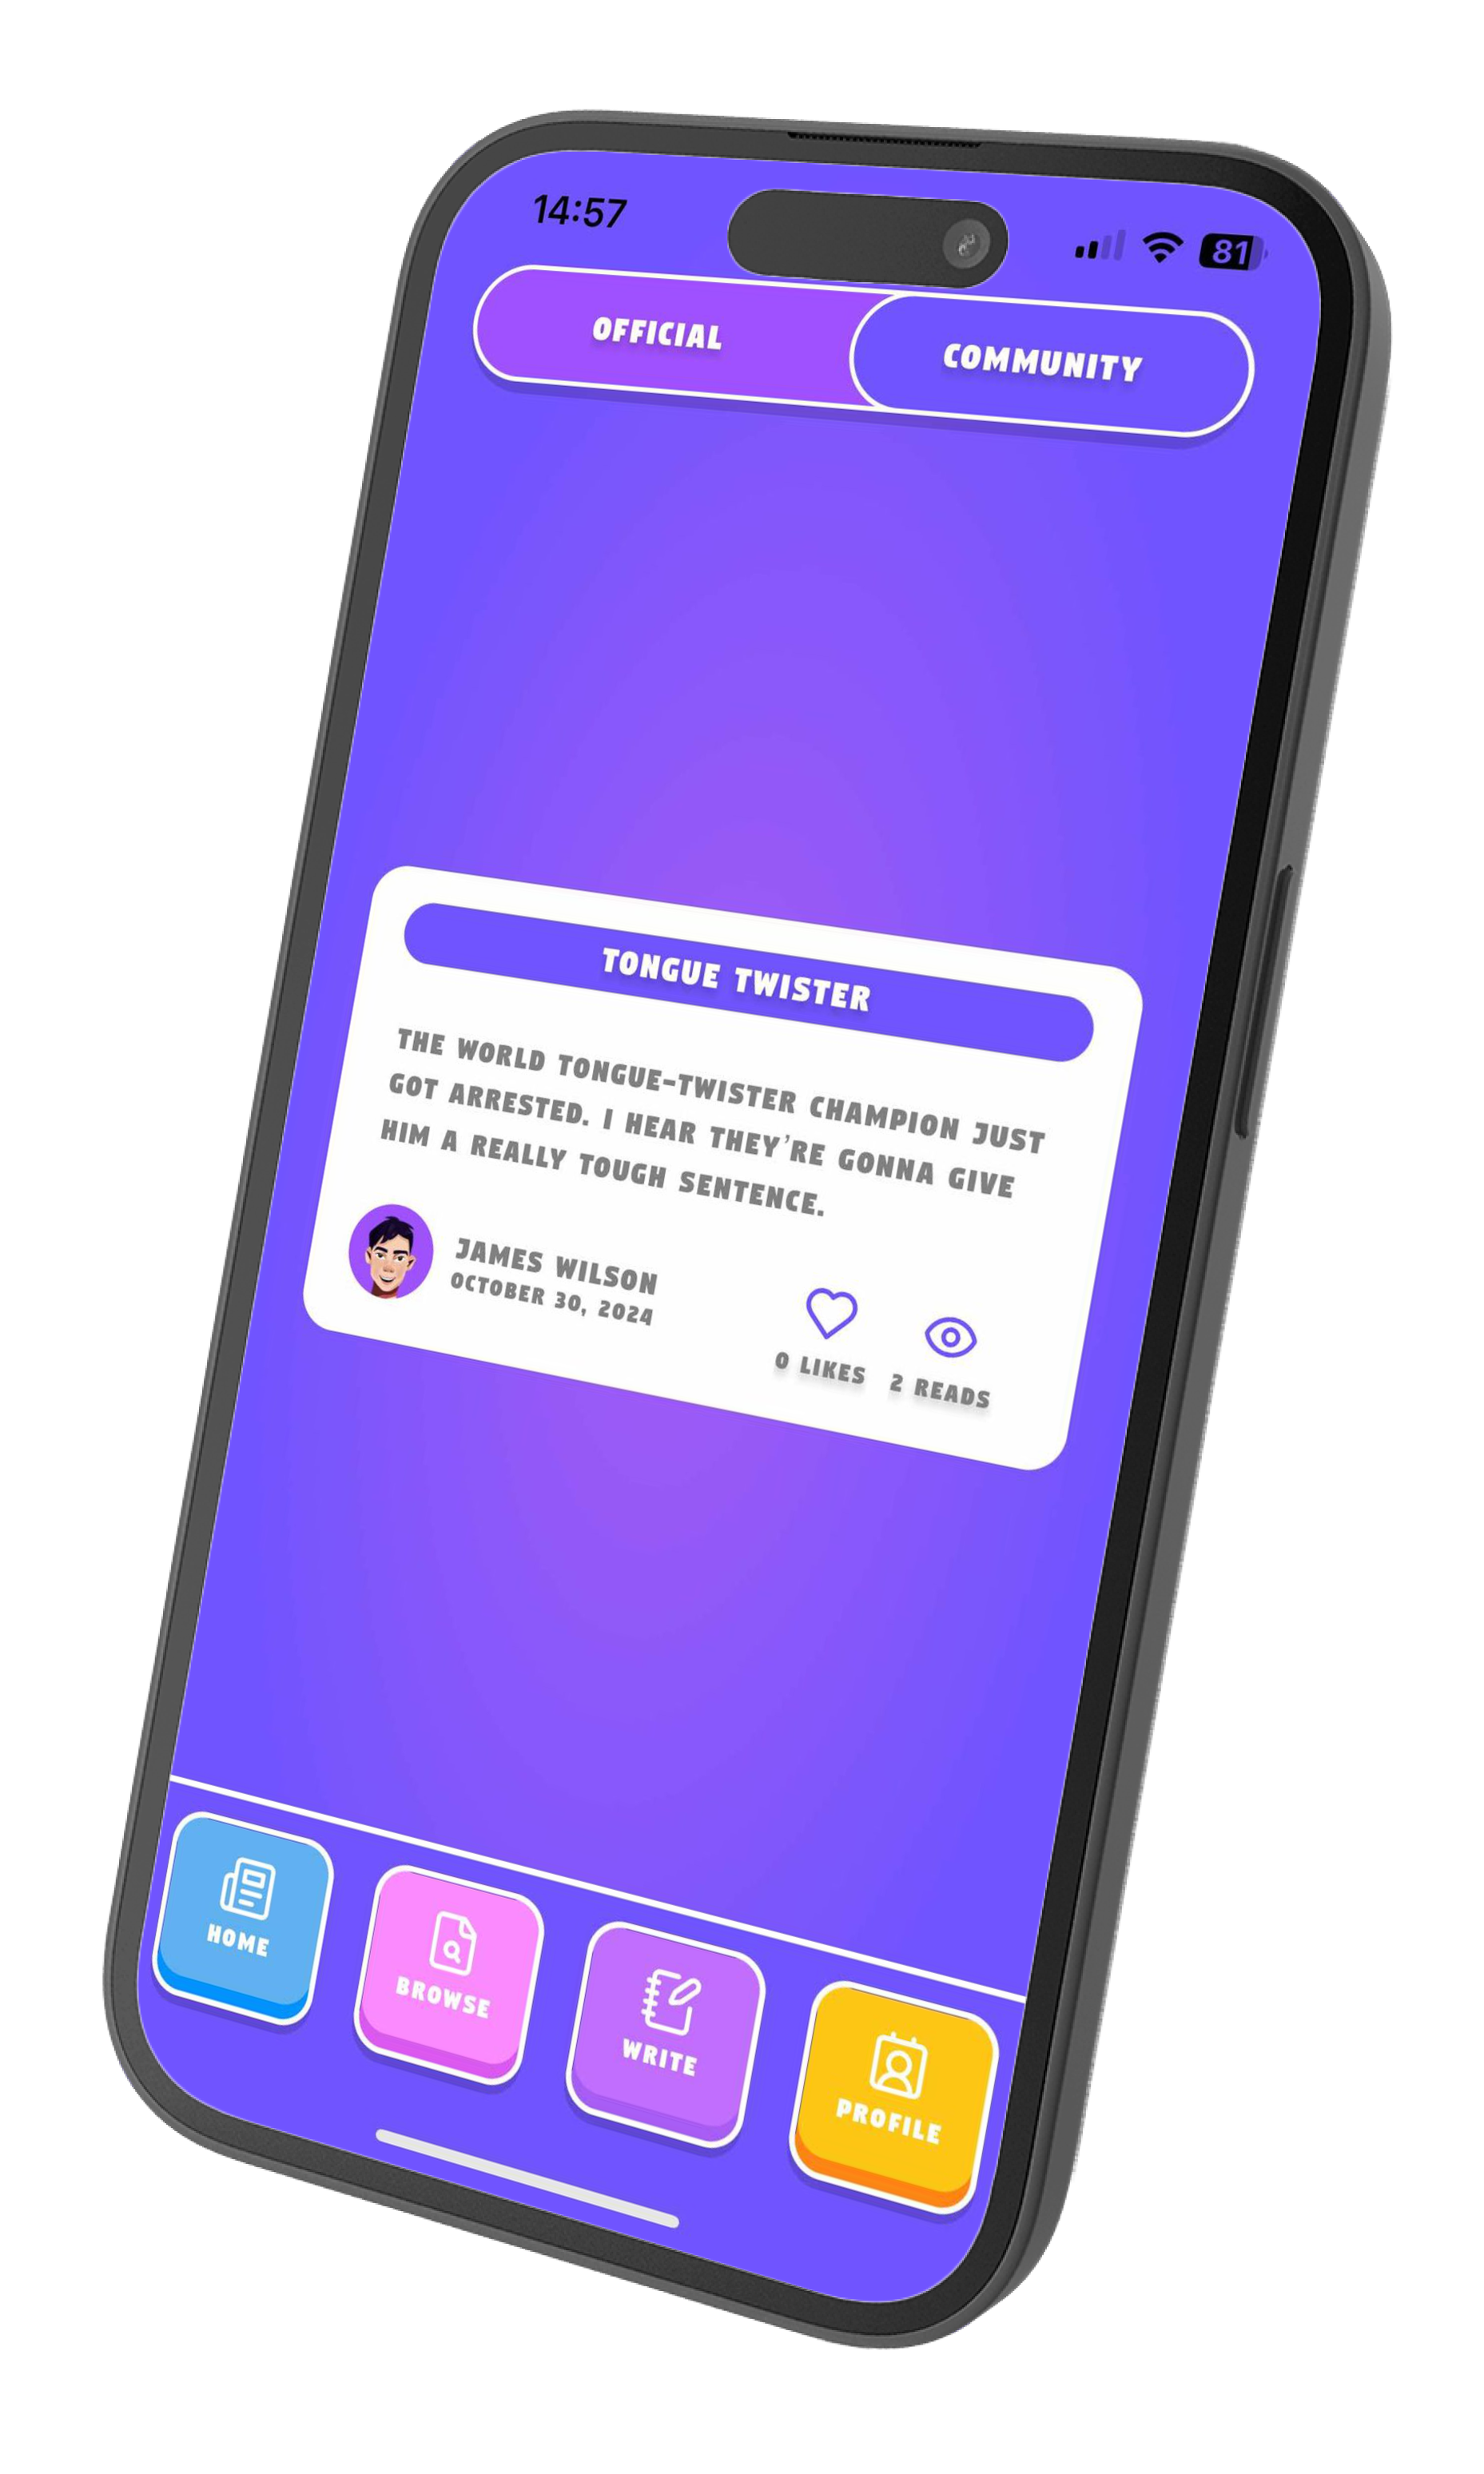 14:57
81
OFFICIAL
COMMUNITY
TONGUE TWISTER
THE WORLD TONGUE-TWISTER CHAMPION JUST
GOT ARRESTED. I HEAR THEY'RE GONNA GIVE
HIM A REALLY TOUGH SENTENCE.
JAMES WILSON
OCTOBER 30, 2024
0 LIKES
2 READS
HOME
BROWSE
WRITE
PROFILE